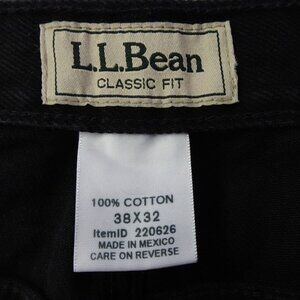 L.L.Bean
CLASSIC FIT
100% COTTON
38X32
ItemID 220626
MADE IN MEXICO
CARE ON REVERSE